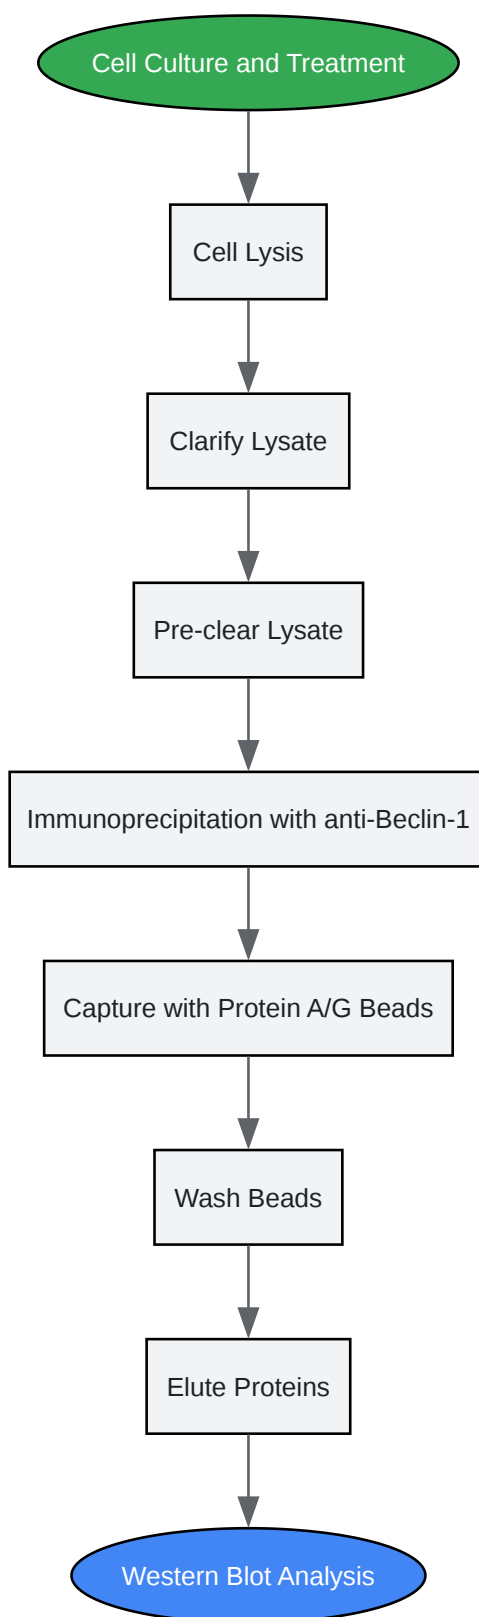 Cell Culture and Treatment
Cell Lysis
Clarify Lysate
Pre-clear Lysate
Immunoprecipitation with anti-Beclin-1
Capture with Protein A/G Beads
Wash Beads
Elute Proteins
Western Blot Analysis